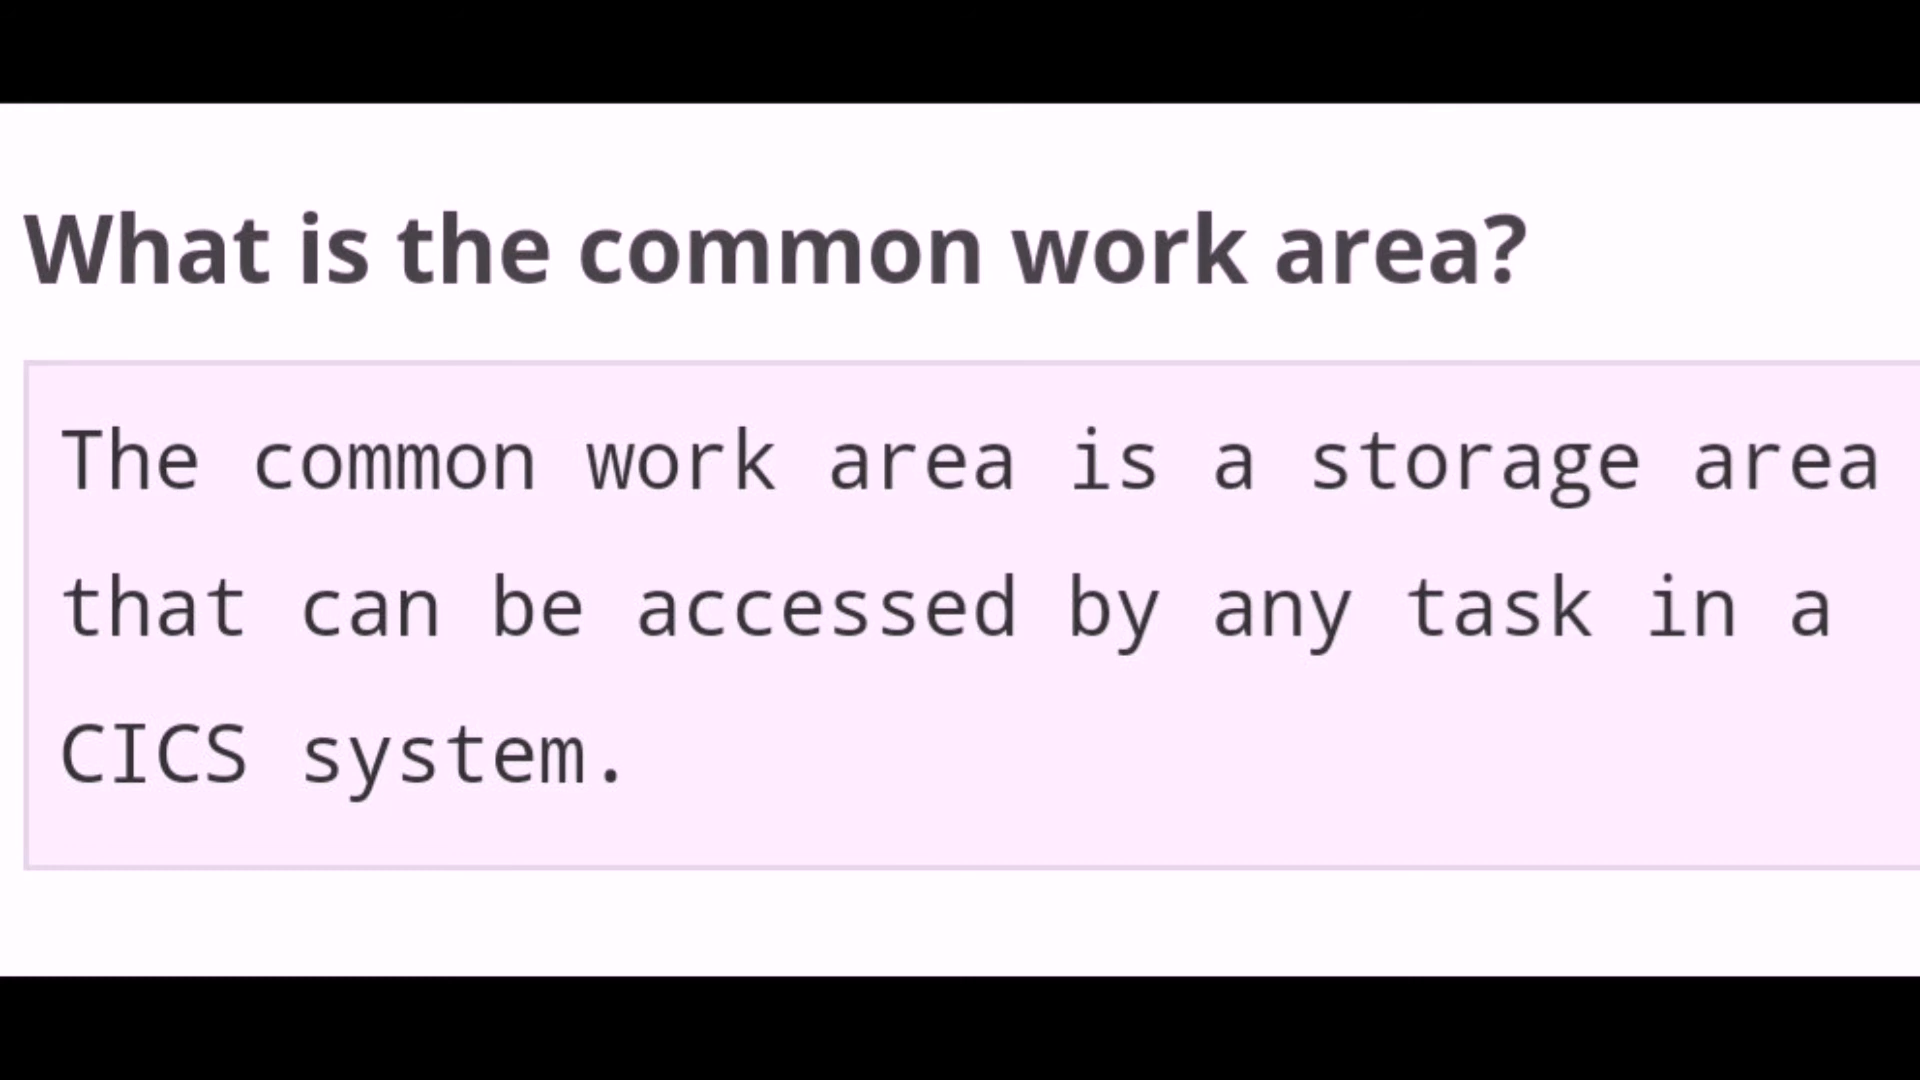 What is the common work area?
The common work area is a storage area
that can be accessed by any task in a
CICS system.